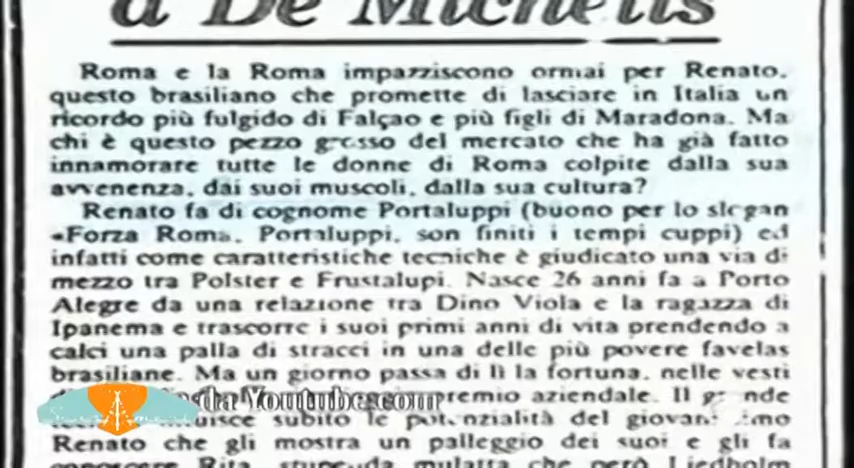 a De Michelis
Roma e la Roma impazziscono ormai per Renato,
questo brasiliano che promette di lasciare in Italia un
ricordo più fulgido di Falçao e più figli di Maradona. Ma
chi è questo pezzo grosso del mercato che ha già fatto
innamorare tutte le donne di Roma colpite dalla sua
avvenenza, dai suoi muscoli, dalla sua cultura?
Renato fa di cognome Portaluppi (buono per lo slogan
«Forza Roma, Portaluppi, son finiti i tempi cuppi) ed
infatti come caratteristiche tecniche è giudicato una via di
mezzo tra Polster e Frustalupi. Nasce 26 anni fa a Porto
Alegre da una relazione tra Dino Viola e la ragazza di
Ipanema e trascorre i suoi primi anni di vita prendendo a
calci una palla di stracci in una delle più povere favelas
brasiliane. Ma un giorno passa di lì la fortuna, nelle vesti
da Youtube.com premio aziendale. Il
subito le potenzialità del
Renato che gli mostra un palleggio dei suoi e gli fa
conoscere Rita, stupenda mulatta che però Liedholm